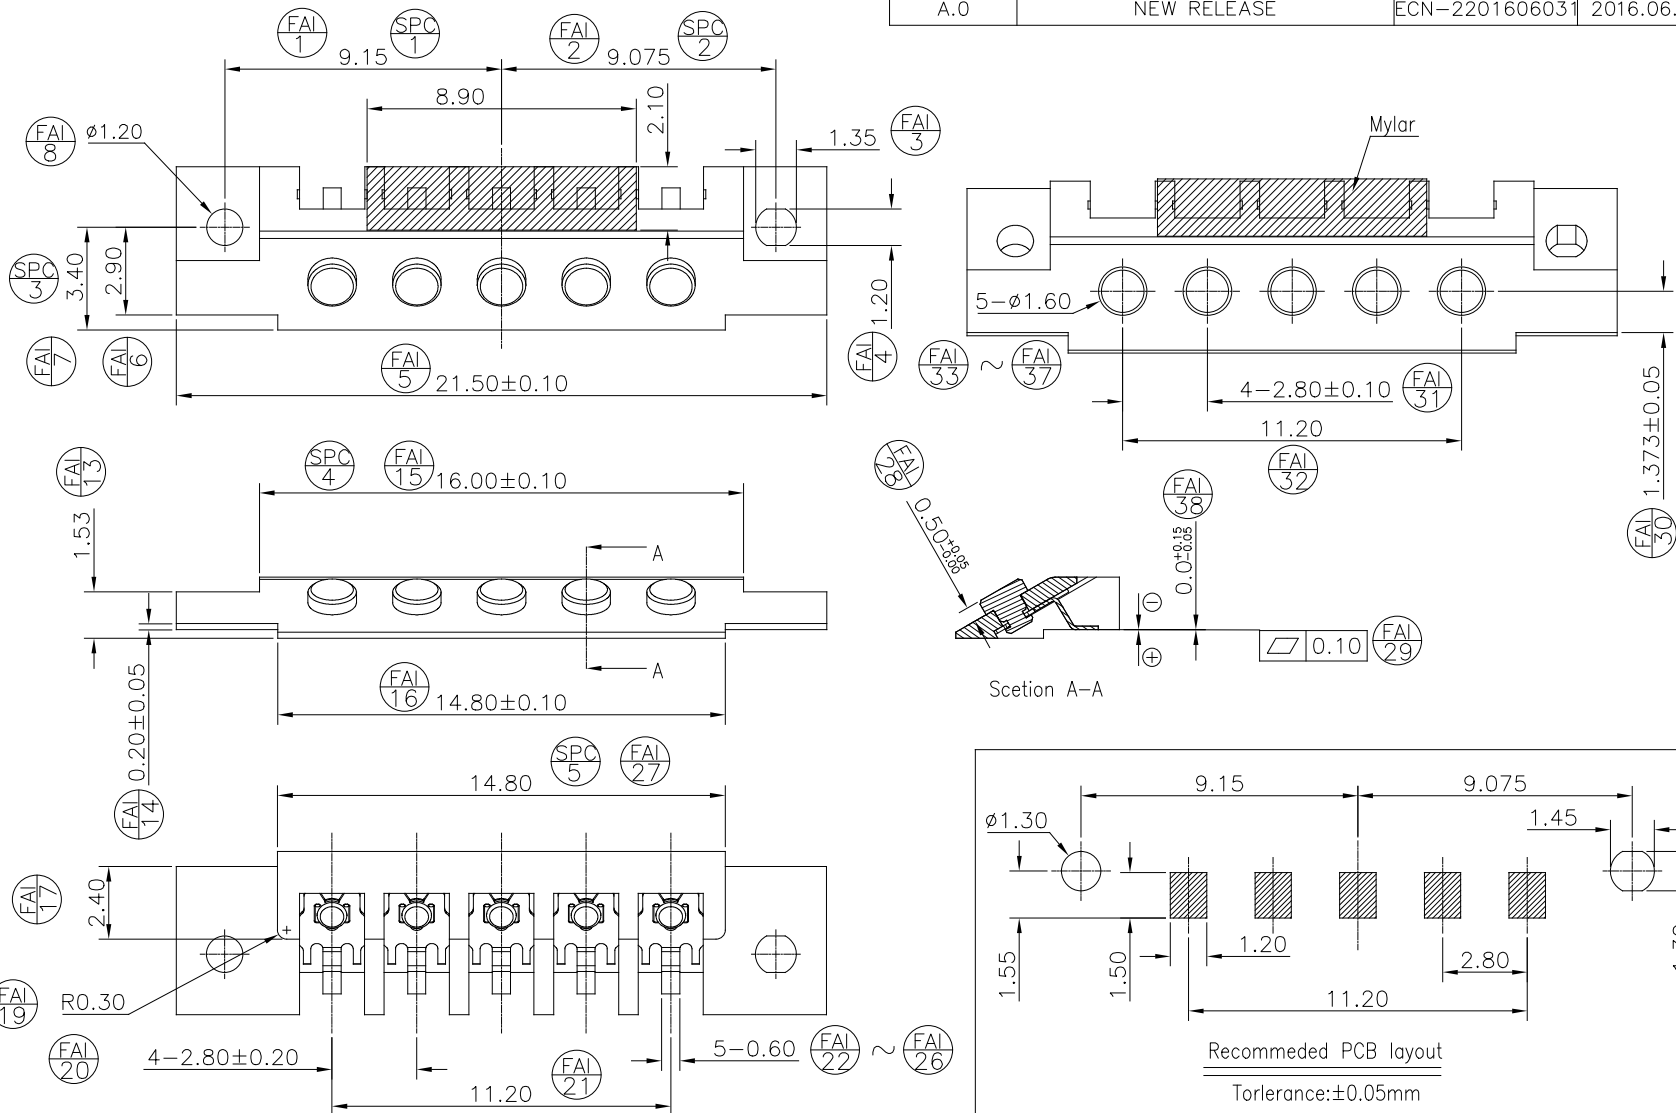 A.0 NEW RELEASE ECN-2201606031 2016.06.
FAI 1
SPC 1
FAI 2
SPC 2
9.15
9.075
8.90
2.10
FAI 8
ø1.20
1.35
FAI 3
SPC 3
3.40
2.90
1.20
FAI 7
FAI 6
FAI 4
FAI 5
21.50±0.10
Mylar
5-ø1.60
FAI 33 ~ FAI 37
4-2.80±0.10
FAI 31
11.20
FAI 32
1.373±0.05
FAI 30
FAI 13
SPC 4
FAI 15
16.00±0.10
1.53
A
A
FAI 16
14.80±0.10
0.20±0.05
FAI 14
FAI 28
0.50+0.05-0.00
FAI 38
0.0+0.15-0.05
0.10
FAI 29
Scetion A-A
SPC 5
FAI 27
14.80
FAI 17
2.40
FAI 19
R0.30
FAI 20
4-2.80±0.20
FAI 21
11.20
5-0.60
FAI 22 ~ FAI 26
9.15
9.075
ø1.30
1.45
1.55
1.50
1.20
2.80
11.20
Recommeded PCB layout
Torlerance:±0.05mm